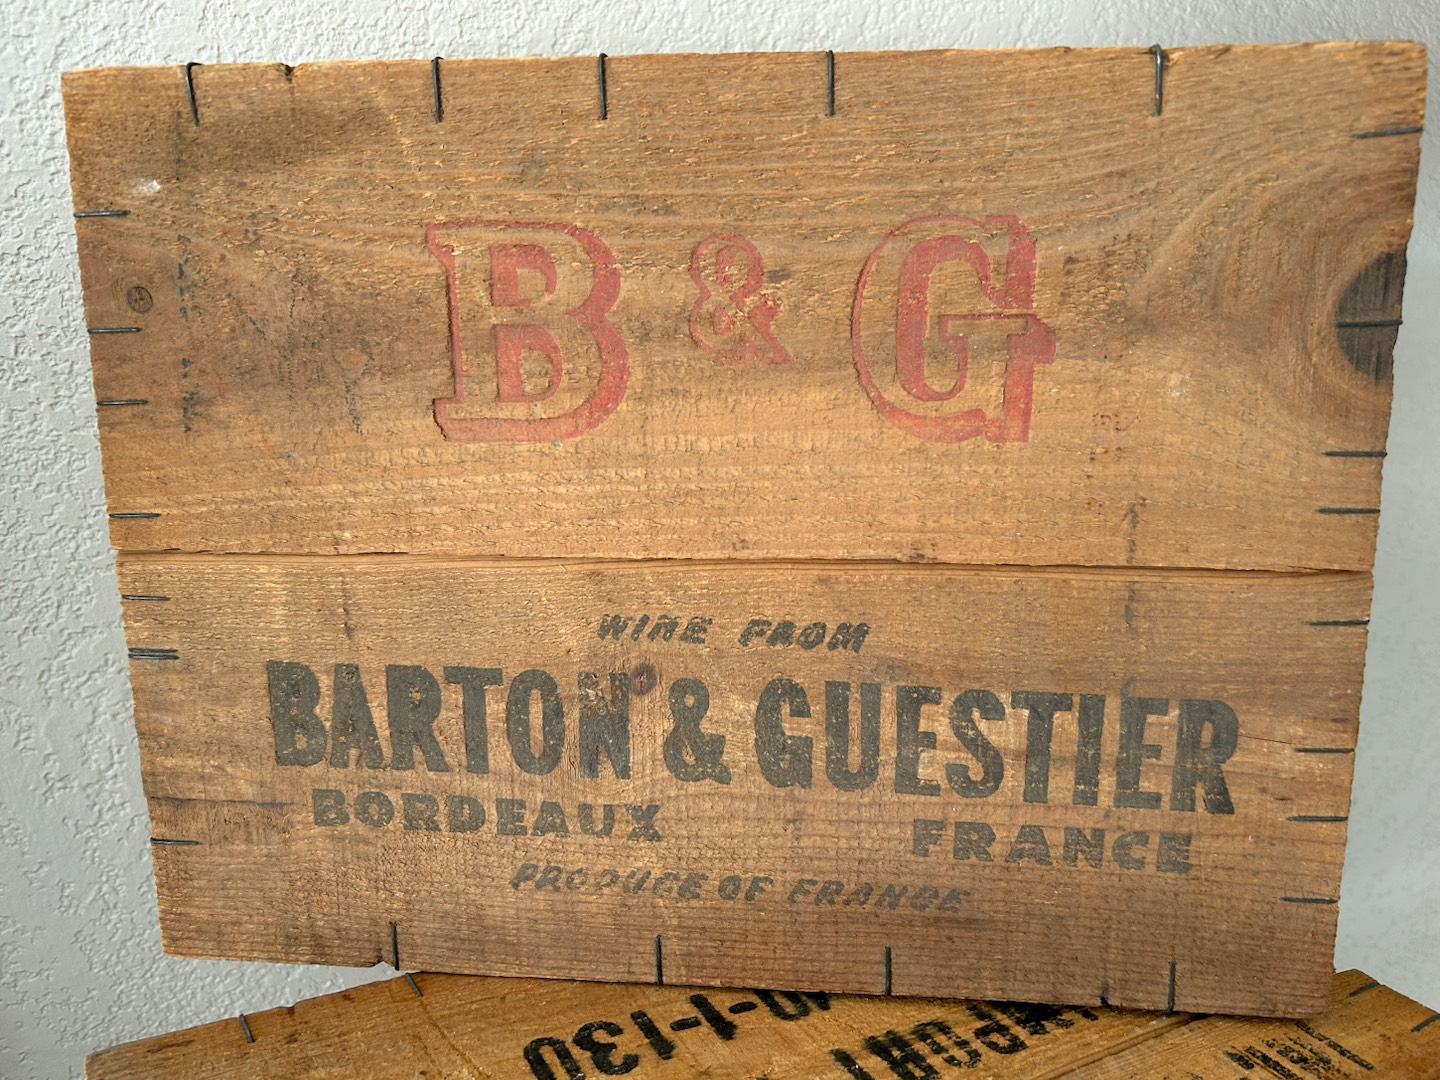 B & G
WINE FROM
BARTON & GUESTIER
BORDEAUX FRANCE
PRODUCE OF FRANCE